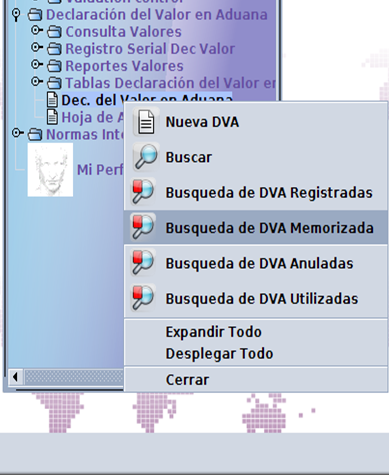 Validation control
Declaración del Valor en Aduana
Consulta Valores
Registro Serial Dec Valor
Reportes Valores
Tablas Declaración del Valor en
Dec. del Valor en Aduana
Hoja de A
Normas Inte
Mi Perf
Nueva DVA
Buscar
Busqueda de DVA Registradas
Busqueda de DVA Memorizada
Busqueda de DVA Anuladas
Busqueda de DVA Utilizadas
Expandir Todo
Desplegar Todo
Cerrar